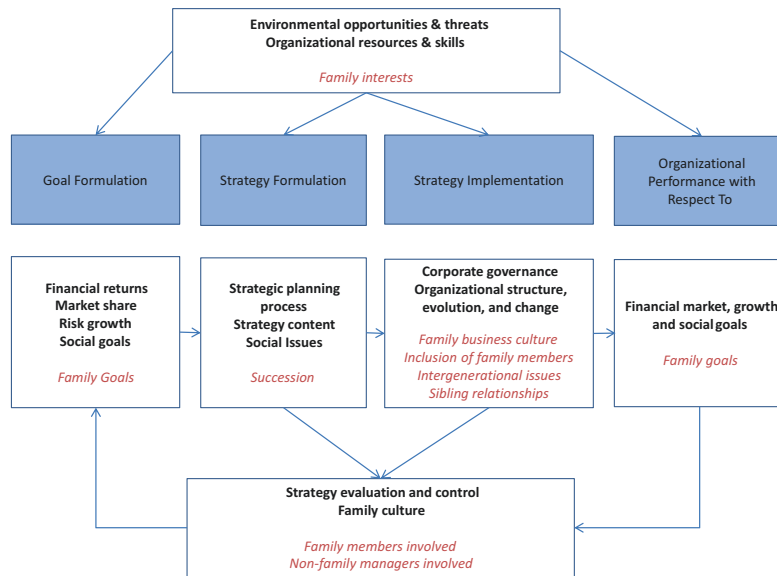 Environmental opportunities & threats
Organizational resources & skills
Family interests
Goal Formulation
Strategy Formulation
Strategy Implementation
Organizational
Performance with
Respect To
Financial returns
Market share
Risk growth
Social goals
Family Goals
Strategic planning
process
Strategy content
Social Issues
Succession
Corporate governance
Organizational structure,
evolution, and change
Family business culture
Inclusion of family members
Intergenerational issues
Sibling relationships
Financial market, growth
and social goals
Family goals
Strategy evaluation and control
Family culture
Family members involved
Non-family managers involved